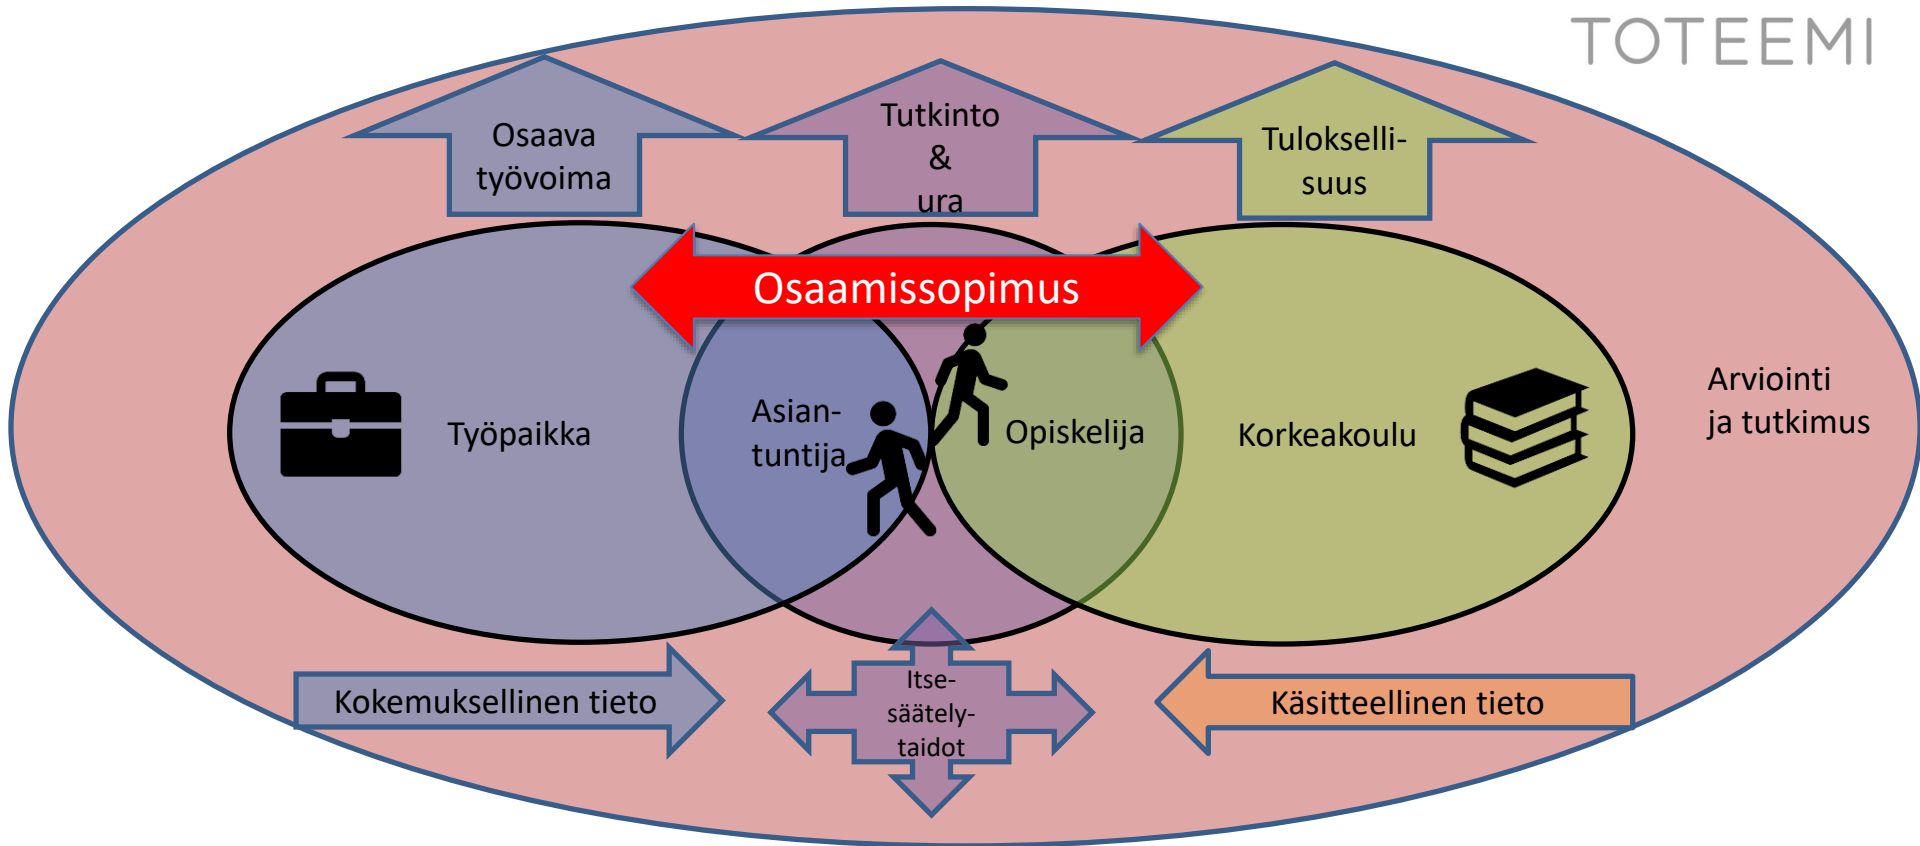 TOTEEMI
Osaava
työvoima
Tutkinto
&
ura
Tulokselli-
suus
Osaamissopimus
Työpaikka
Asian-
tuntija
Opiskelija
Korkeakoulu
Arviointi
ja tutkimus
Kokemuksellinen tieto
Itse-
säätely-
taidot
Käsitteellinen tieto